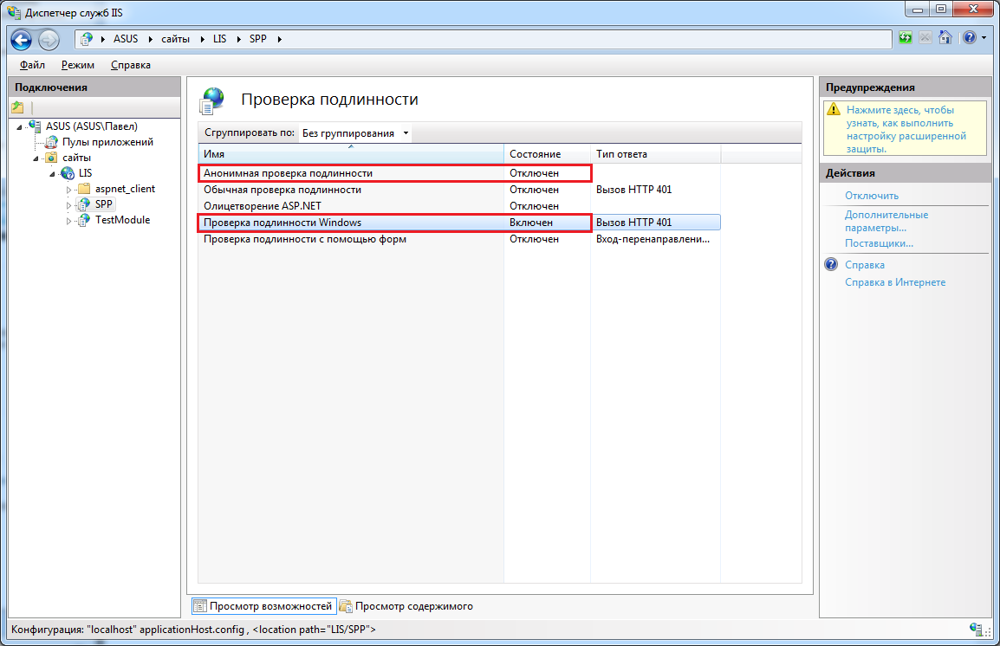 Диспетчер служб IIS
ASUS сайты LIS SPP
Файл Режим Справка
Подключения
ASUS (ASUS\Павел)
Пулы приложений
сайты
LIS
aspnet_client
SPP
TestModule
Проверка подлинности
Сгруппировать по: Без группирования
Имя Состояние Тип ответа
Анонимная проверка подлинности Отключен
Обычная проверка подлинности Отключен Вызов HTTP 401
Олицетворение ASP.NET Отключен
Проверка подлинности Windows Включен Вызов HTTP 401
Проверка подлинности с помощью форм Отключен Вход-перенаправлени...
Предупреждения
Нажмите здесь, чтобы
узнать, как выполнить
настройку расширенной
защиты.
Действия
Отключить
Дополнительные
параметры...
Поставщики...
Справка
Справка в Интернете
Просмотр возможностей Просмотр содержимого
Конфигурация: "localhost" applicationHost.config , <location path="LIS/SPP">